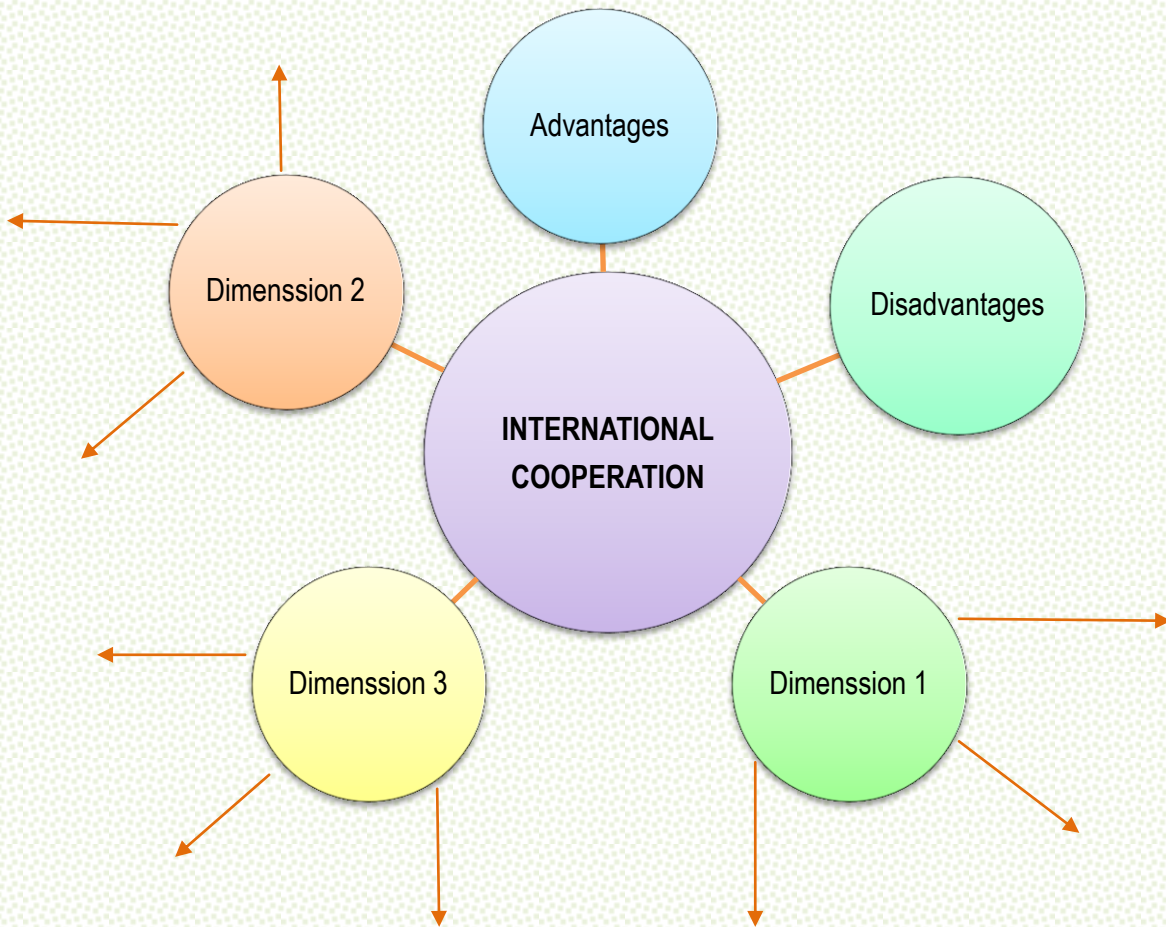 Advantages
Dimenssion 2
Disadvantages
INTERNATIONAL
COOPERATION
Dimenssion 3
Dimenssion 1